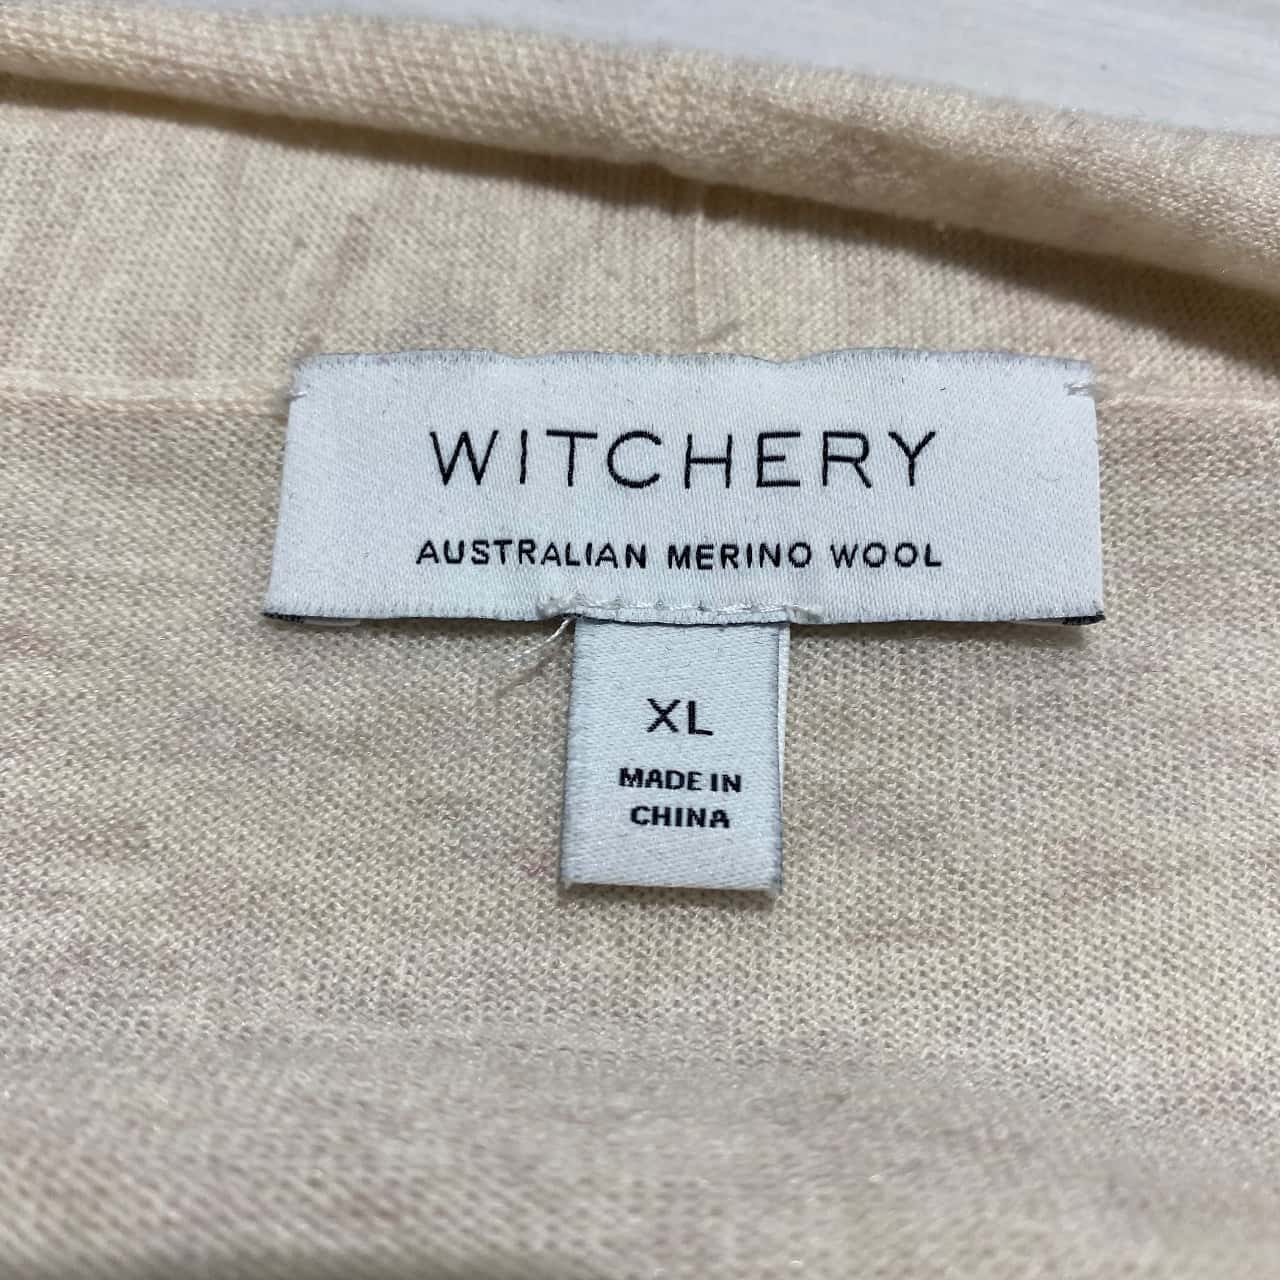 WITCHERY
AUSTRALIAN MERINO WOOL
XL
MADE IN
CHINA